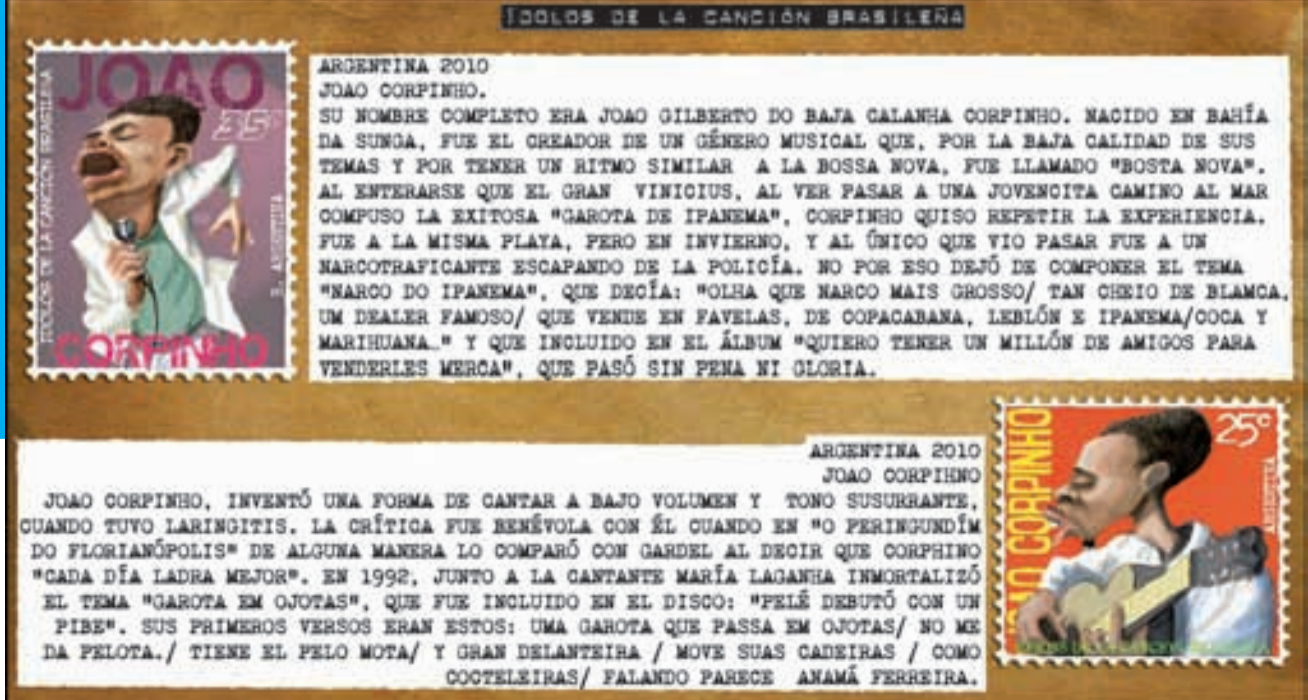 ÍDOLOS DE LA CANCIÓN BRASILEÑA
JOAO
35
ÍDOLOS DE LA CANCIÓN BRASILEÑA
R. ARGENTINA
CORPINHO
ARGENTINA 2010
JOAO CORPINHO.
SU NOMBRE COMPLETO ERA JOAO GILBERTO DO BAJA CALANHA CORPINHO. NACIDO EN BAHÍA
DA SUNGA, FUE EL CREADOR DE UN GÉNERO MUSICAL QUE, POR LA BAJA CALIDAD DE SUS
TEMAS Y POR TENER UN RITMO SIMILAR A LA BOSSA NOVA, FUE LLAMADO "BOSTA NOVA".
AL ENTERARSE QUE EL GRAN VINICIUS, AL VER PASAR A UNA JOVENCITA CAMINO AL MAR
COMPUSO LA EXITOSA "GAROTA DE IPANEMA", CORPINHO QUISO REPETIR LA EXPERIENCIA.
FUE A LA MISMA PLAYA, PERO EN INVIERNO, Y AL ÚNICO QUE VIO PASAR FUE A UN
NARCOTRAFICANTE ESCAPANDO DE LA POLICÍA. NO POR ESO DEJÓ DE COMPONER EL TEMA
"NARCO DO IPANEMA", QUE DECÍA: "OLHA QUE NARCO MAIS GROSSO/ TAN CHEIO DE BLAMCA,
UM DEALER FAMOSO/ QUE VENDE EN FAVELAS, DE COPACABANA, LEBLÓN E IPANEMA/COCA Y
MARIHUANA…" Y QUE INCLUIDO EN EL ÁLBUM "QUIERO TENER UN MILLÓN DE AMIGOS PARA
VENDERLES MERCA", QUE PASÓ SIN PENA NI GLORIA.
ARGENTINA 2010
JOAO CORPIHNO
JOAO CORPINHO, INVENTÓ UNA FORMA DE CANTAR A BAJO VOLUMEN Y TONO SUSURRANTE,
CUANDO TUVO LARINGITIS. LA CRÍTICA FUE BENÉVOLA CON ÉL CUANDO EN "O PERINGUNDÍM
DO FLORIANÓPOLIS" DE ALGUNA MANERA LO COMPARÓ CON GARDEL AL DECIR QUE CORPHINO
"CADA DÍA LADRA MEJOR". EN 1992, JUNTO A LA CANTANTE MARÍA LAGANHA INMORTALIZÓ
EL TEMA "GAROTA EM OJOTAS", QUE FUE INCLUIDO EN EL DISCO: "PELÉ DEBUTÓ CON UN
PIBE". SUS PRIMEROS VERSOS ERAN ESTOS: UMA GAROTA QUE PASSA EM OJOTAS/ NO ME
DA PELOTA./ TIENE EL PELO MOTA/ Y GRAN DELANTEIRA / MOVE SUAS CADEIRAS / COMO
COCTELEIRAS/ FALANDO PARECE ANAMÁ FERREIRA.
JOAO CORPINHO
25c
ARGENTINA